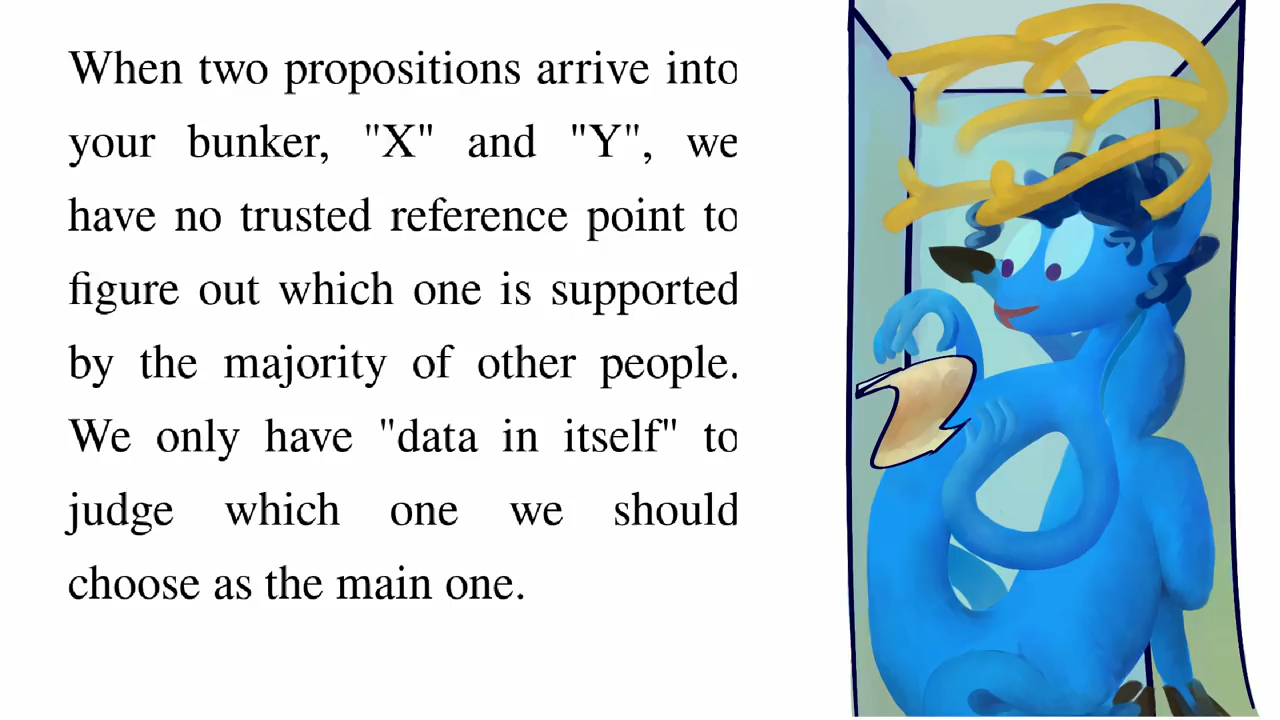 When two propositions arrive into
your bunker, "X" and "Y", we
have no trusted reference point to
figure out which one is supported
by the majority of other people.
We only have "data in itself" to
judge which one we should
choose as the main one.